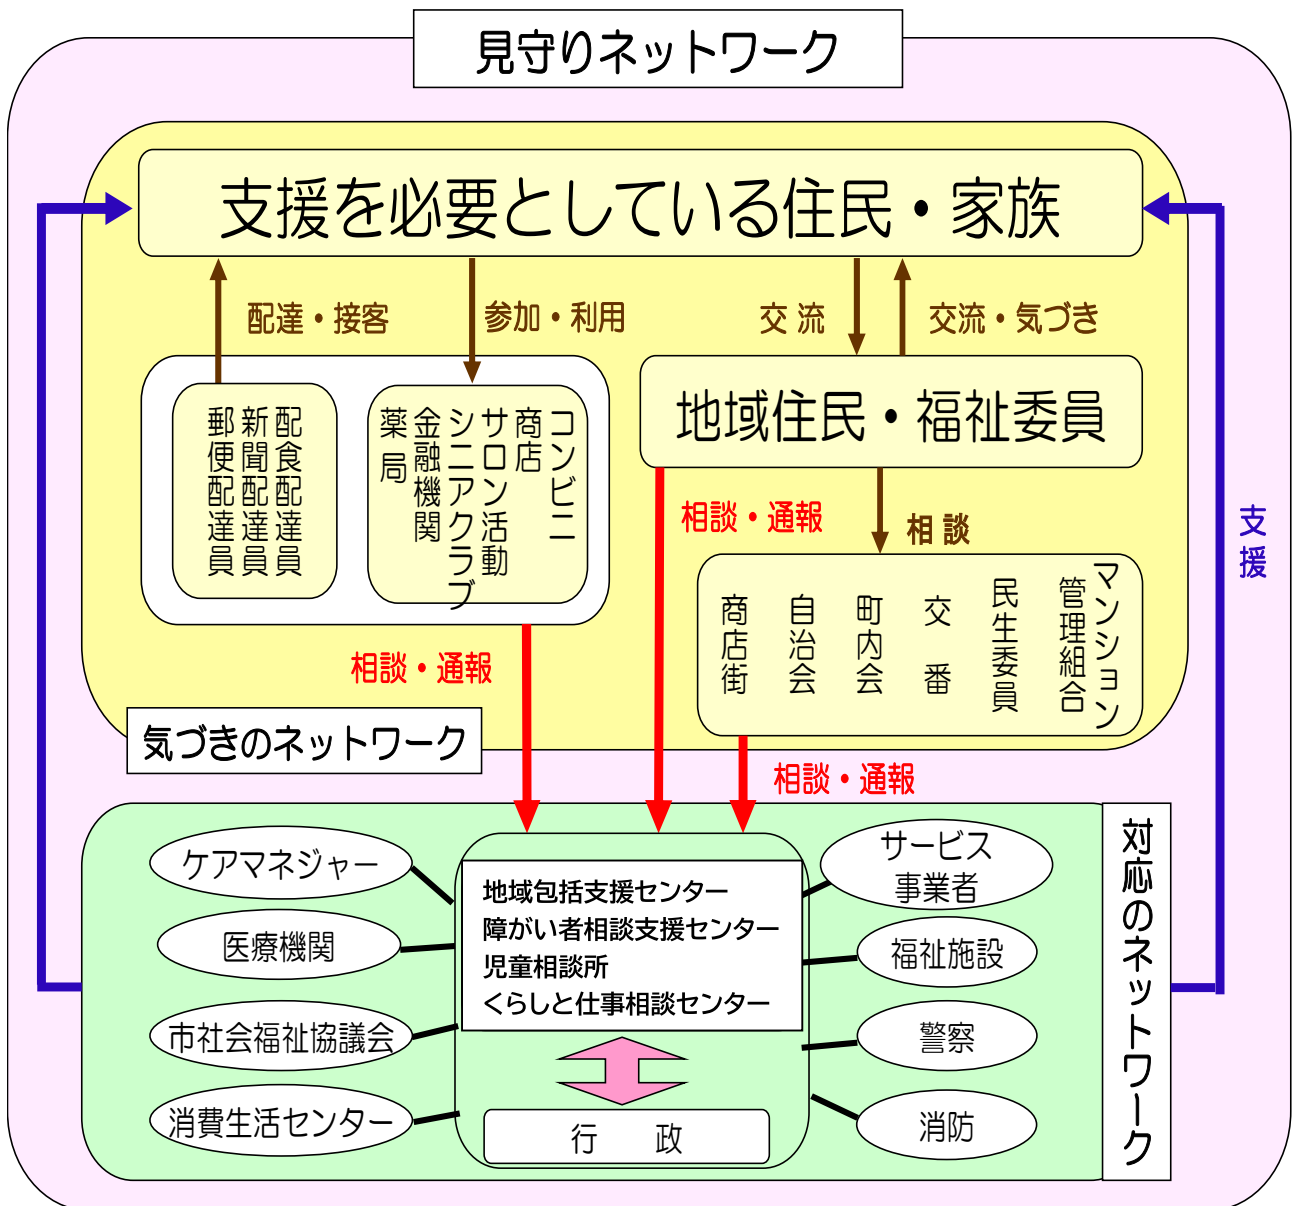 見守りネットワーク
支援を必要としている住民・家族
配達・接客
参加・利用
交 流
交流・気づき
配食配達員
新聞配達員
郵便配達員
コンビニ
商店
サロン活動
シニアクラブ
金融機関
薬局
地域住民・福祉委員
相談・通報
相 談
支援
マンション
管理組合
民生委員
交 番
町内会
自治会
商店街
相談・通報
気づきのネットワーク
相談・通報
対応のネットワーク
ケアマネジャー
医療機関
市社会福祉協議会
消費生活センター
地域包括支援センター
障がい者相談支援センター
児童相談所
くらしと仕事相談センター
行 政
サービス
事業者
福祉施設
警察
消防